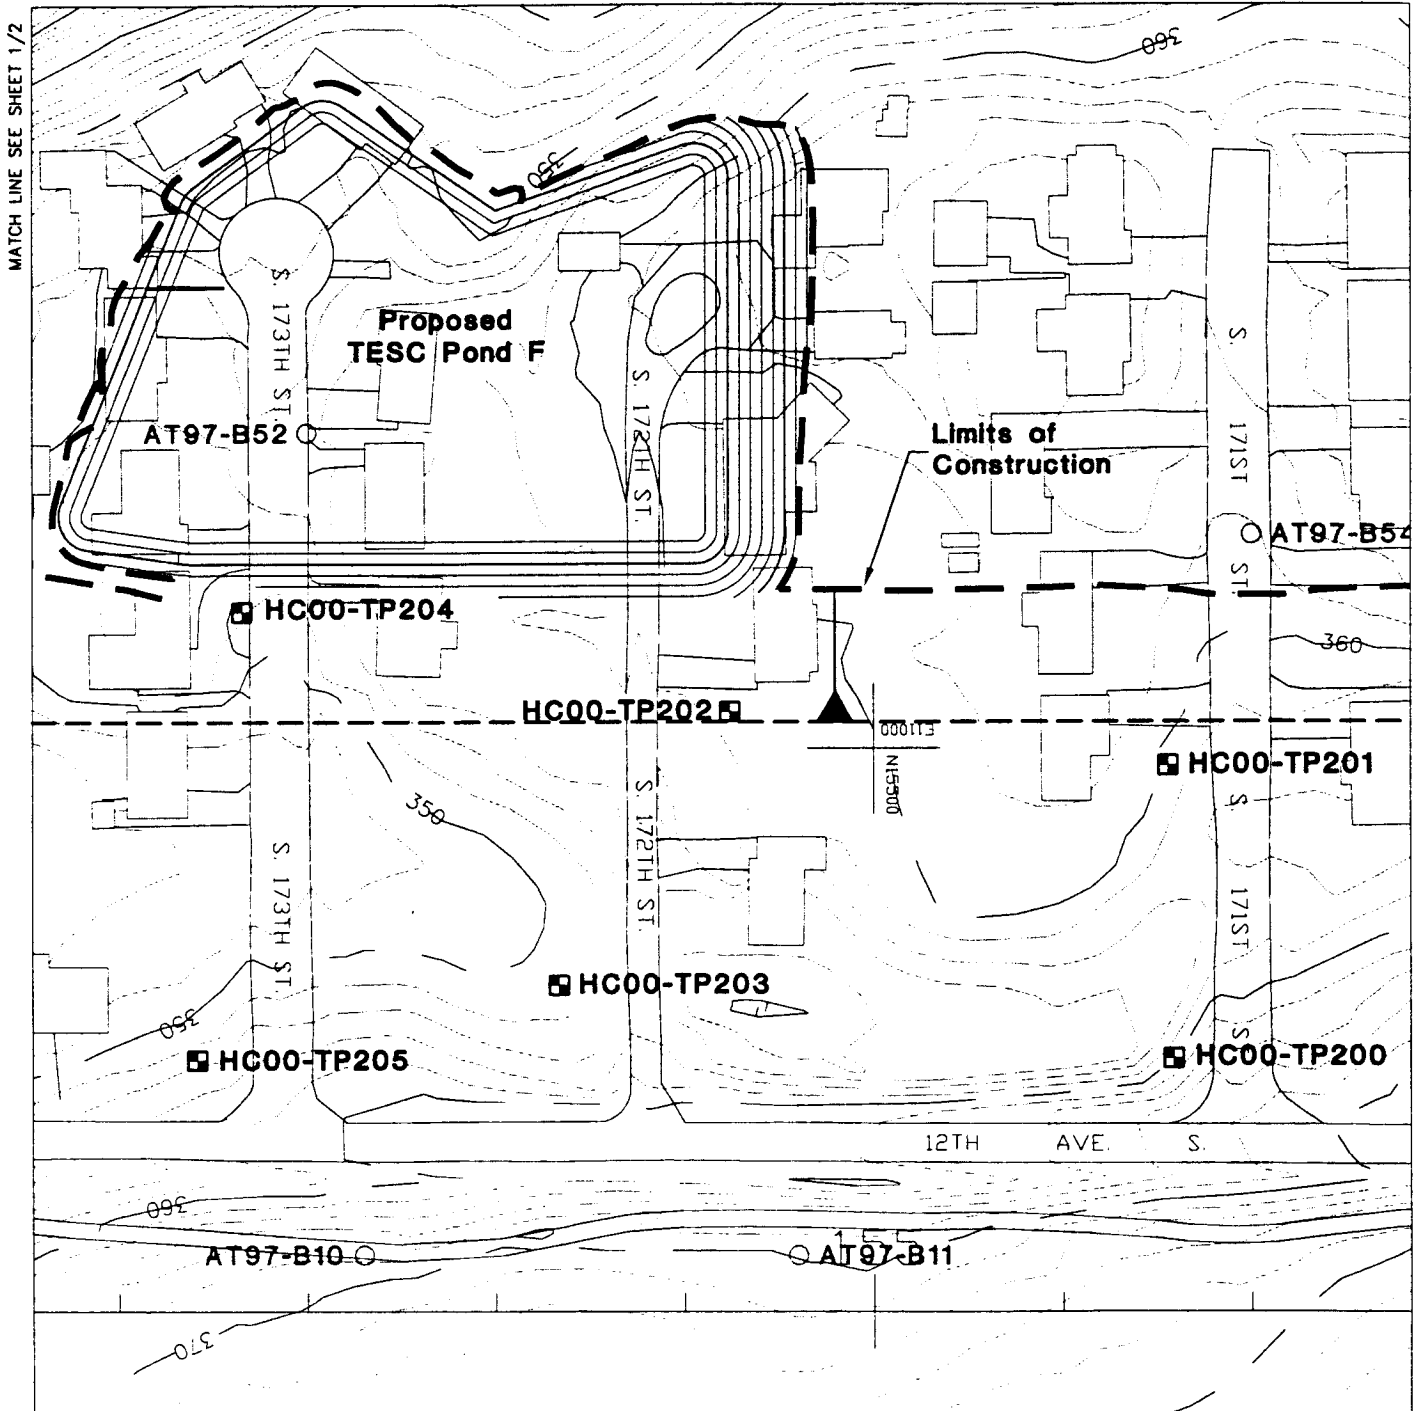 MATCH LINE SEE SHEET 1/2
360
350
S. 173TH ST.
Proposed
TESC Pond F
S. 172TH ST.
S. 171ST ST.
AT97-B52
Limits of
Construction
AT97-B54
HC00-TP204
360
HC00-TP202
E11000
N15500
HC00-TP201
350
S. 173TH ST.
S. 172TH ST.
S. 171ST S
HC00-TP203
350
HC00-TP205
HC00-TP200
12TH AVE. S.
360
AT97-B10
AT97-B11
370